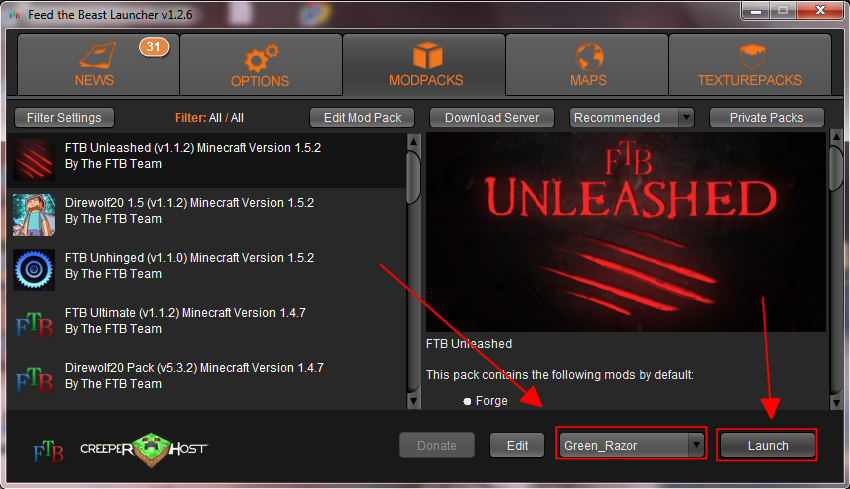 Feed the Beast Launcher v1.2.6
NEWS
31
OPTIONS
MODPACKS
MAPS
TEXTUREPACKS
Filter Settings
Filter: All / All
Edit Mod Pack
Download Server
Recommended
Private Packs
FTB Unleashed (v1.1.2) Minecraft Version 1.5.2
By The FTB Team
Direwolf20 1.5 (v1.1.2) Minecraft Version 1.5.2
By The FTB Team
FTB Unhinged (v1.1.0) Minecraft Version 1.5.2
By The FTB Team
FTB
FTB Ultimate (v1.1.2) Minecraft Version 1.4.7
By The FTB Team
FTB
Direwolf20 Pack (v5.3.2) Minecraft Version 1.4.7
By The FTB Team
FTB
UNLEASHED
FTB Unleashed
This pack contains the following mods by default:
Forge
FTB
CREEPER HOST
Donate
Edit
Green_Razor
Launch